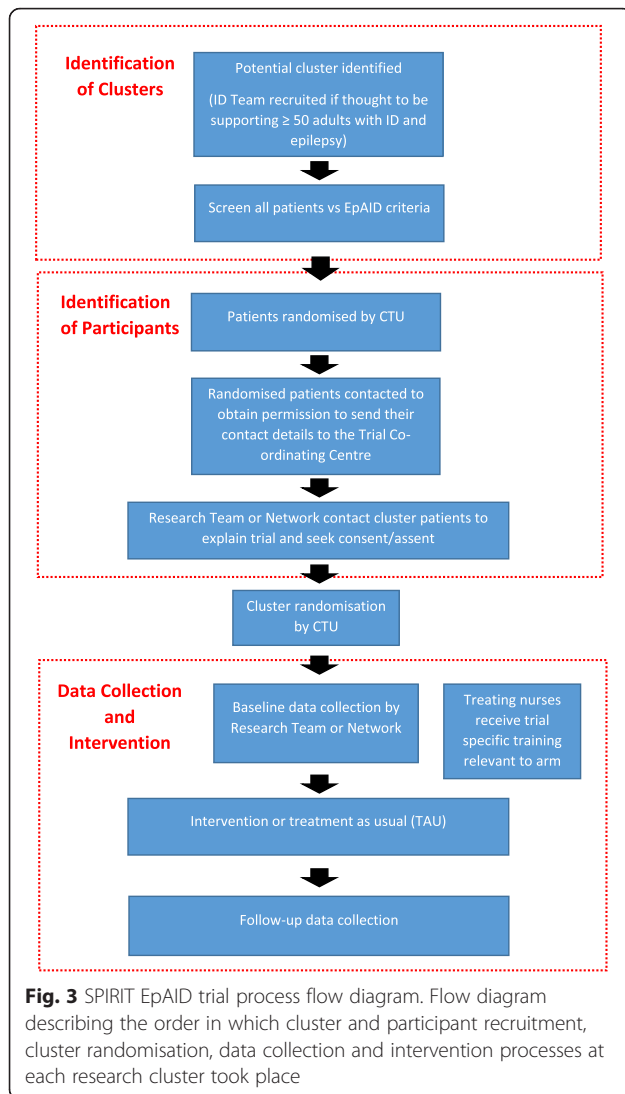 Identification
of Clusters
Potential cluster identified
(ID Team recruited if thought to be
supporting ≥ 50 adults with ID and
epilepsy)
Screen all patients vs EpAID criteria
Identification
of Participants
Patients randomised by CTU
Randomised patients contacted to
obtain permission to send their
contact details to the Trial Co-
ordinating Centre
Research Team or Network contact cluster patients to
explain trial and seek consent/assent
Cluster randomisation
by CTU
Data Collection
and
Intervention
Baseline data collection by
Research Team or Network
Treating nurses
receive trial
specific training
relevant to arm
Intervention or treatment as usual (TAU)
Follow-up data collection
Fig. 3 SPIRIT EpAID trial process flow diagram. Flow diagram
describing the order in which cluster and participant recruitment,
cluster randomisation, data collection and intervention processes at
each research cluster took place